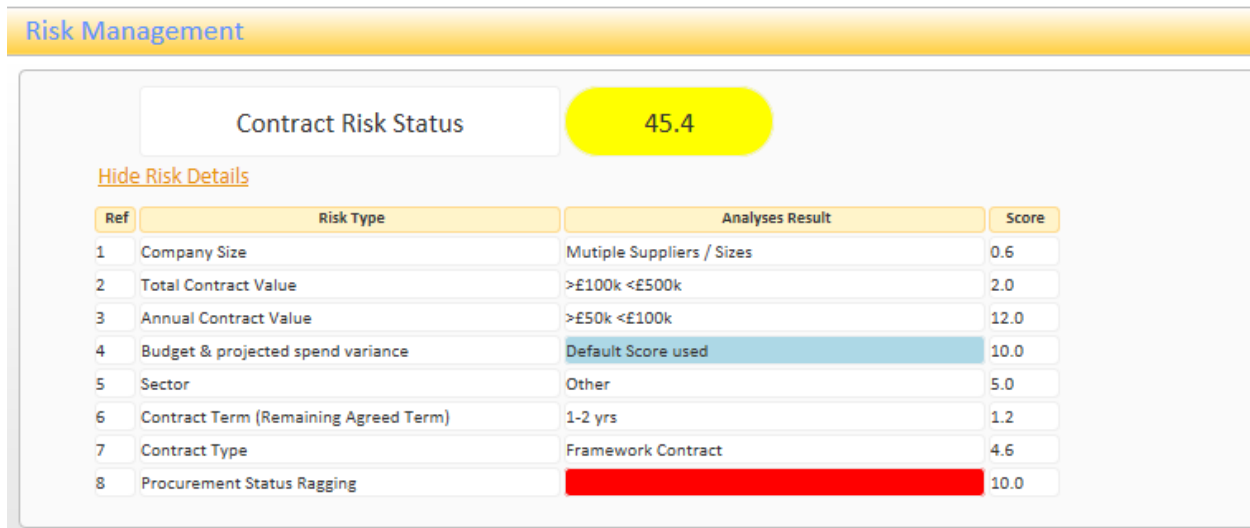 Risk Management
Contract Risk Status 45.4
Hide Risk Details
Ref Risk Type Analyses Result Score
1 Company Size Mutiple Suppliers / Sizes 0.6
2 Total Contract Value >£100k <£500k 2.0
3 Annual Contract Value >£50k <£100k 12.0
4 Budget & projected spend variance Default Score used 10.0
5 Sector Other 5.0
6 Contract Term (Remaining Agreed Term) 1-2 yrs 1.2
7 Contract Type Framework Contract 4.6
8 Procurement Status Ragging 10.0